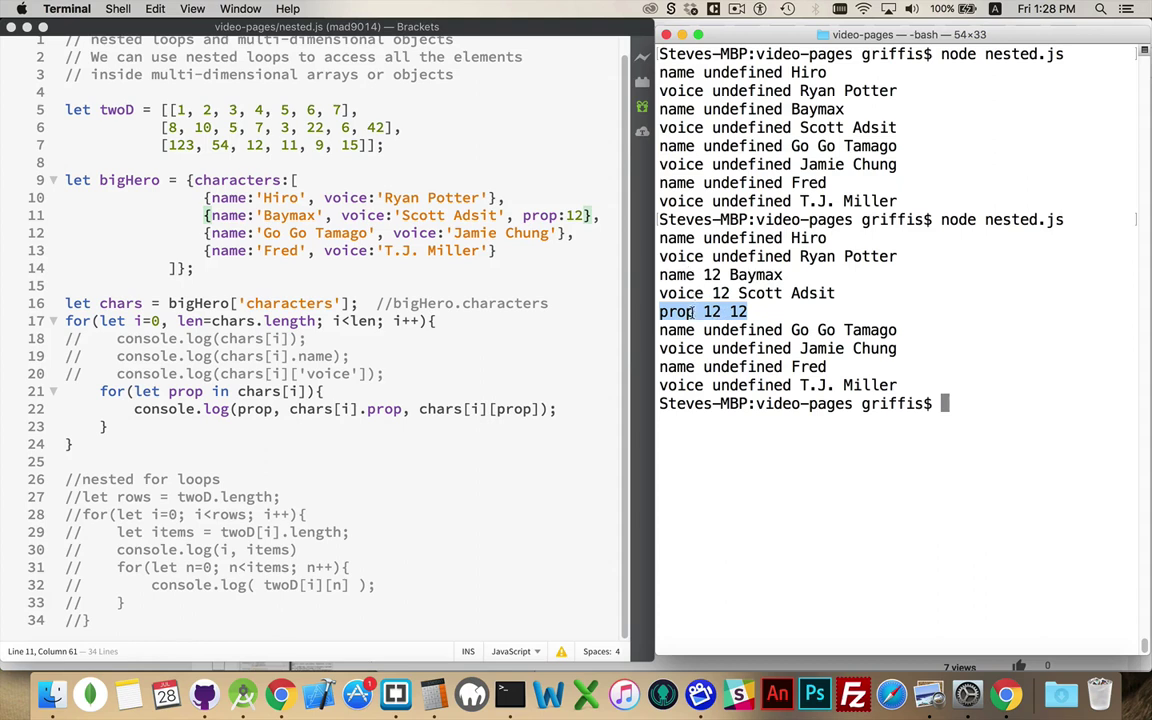 Terminal Shell Edit View Window Help
100% Fri 1:28 PM
video-pages/nested.js (mad9014) — Brackets
1 // nested loops and multi-dimensional objects
2 // We can use nested loops to access all the elements
3 // inside multi-dimensional arrays or objects
4
5 let twoD = [[1, 2, 3, 4, 5, 6, 7],
6 [8, 10, 5, 7, 3, 22, 6, 42],
7 [123, 54, 12, 11, 9, 15]];
8
9 let bigHero = {characters:[
10 {name:'Hiro', voice:'Ryan Potter'},
11 {name:'Baymax', voice:'Scott Adsit', prop:12},
12 {name:'Go Go Tamago', voice:'Jamie Chung'},
13 {name:'Fred', voice:'T.J. Miller'}
14 ]};
15
16 let chars = bigHero['characters']; //bigHero.characters
17 for(let i=0, len=chars.length; i<len; i++){
18 // console.log(chars[i]);
19 // console.log(chars[i].name);
20 // console.log(chars[i]['voice']);
21 for(let prop in chars[i]){
22 console.log(prop, chars[i].prop, chars[i][prop]);
23 }
24 }
25
26 //nested for loops
27 //let rows = twoD.length;
28 //for(let i=0; i<rows; i++){
29 // let items = twoD[i].length;
30 // console.log(i, items)
31 // for(let n=0; n<items; n++){
32 // console.log( twoD[i][n] );
33 // }
34 //}
Line 11, Column 61 — 34 Lines
INS JavaScript Spaces: 4
video-pages — -bash — 54×33
Steves-MBP:video-pages griffis$ node nested.js
name undefined Hiro
voice undefined Ryan Potter
name undefined Baymax
voice undefined Scott Adsit
name undefined Go Go Tamago
voice undefined Jamie Chung
name undefined Fred
voice undefined T.J. Miller
Steves-MBP:video-pages griffis$ node nested.js
name undefined Hiro
voice undefined Ryan Potter
name 12 Baymax
voice 12 Scott Adsit
prop 12 12
name undefined Go Go Tamago
voice undefined Jamie Chung
name undefined Fred
voice undefined T.J. Miller
Steves-MBP:video-pages griffis$
7 views 0
JUL 28
1
An Ps Fz